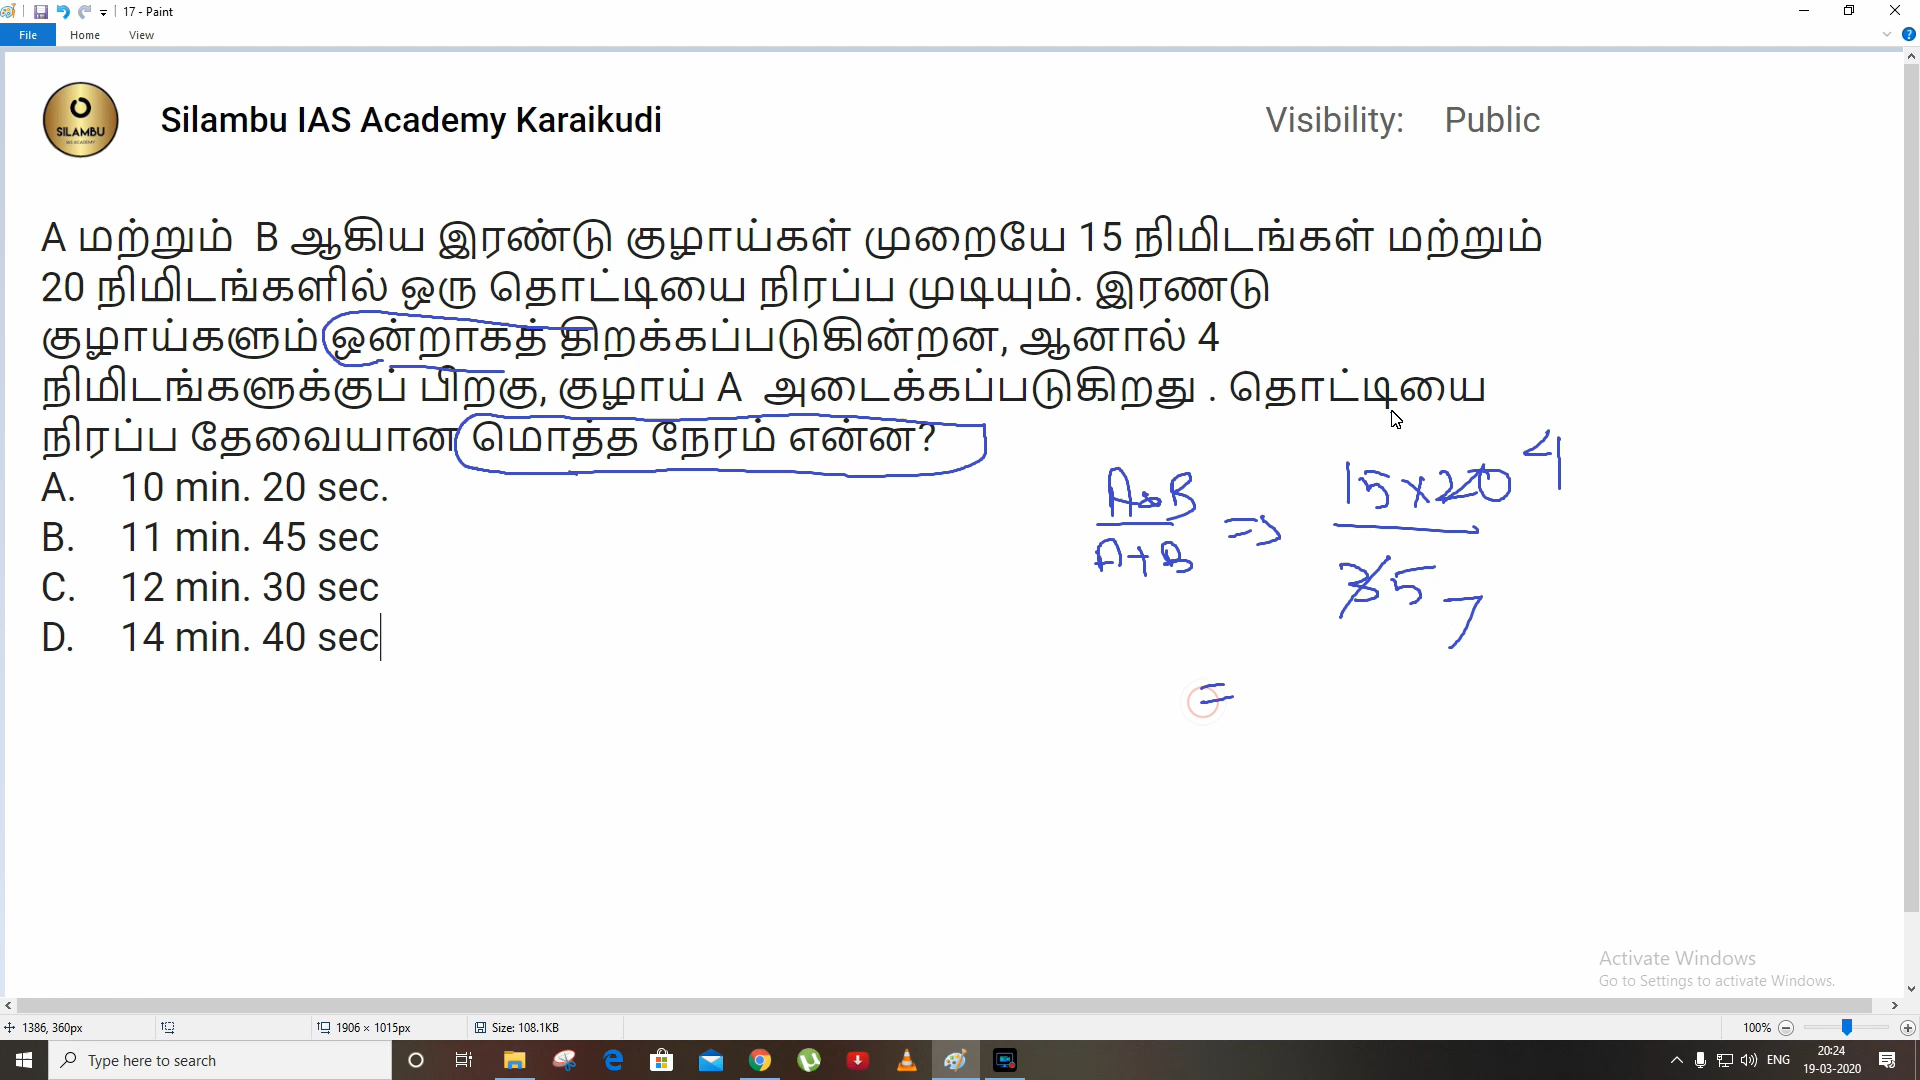 17 - Paint
File Home View
SILAMBU
IAS ACADEMY
Silambu IAS Academy Karaikudi
Visibility: Public
A மற்றும் B ஆகிய இரண்டு குழாய்கள் முறையே 15 நிமிடங்கள் மற்றும்
20 நிமிடங்களில் ஒரு தொட்டியை நிரப்ப முடியும். இரணடு
குழாய்களும் ஒன்றாகத் திறக்கப்படுகின்றன, ஆனால் 4
நிமிடங்களுக்குப் பிறகு, குழாய் A அடைக்கப்படுகிறது . தொட்டியை
நிரப்ப தேவையான மொத்த நேரம் என்ன?
A. 10 min. 20 sec.
B. 11 min. 45 sec
C. 12 min. 30 sec
D. 14 min. 40 sec
A×B => 15×20 4
A+B 35 7
=
Activate Windows
Go to Settings to activate Windows.
1386, 360px 1906 × 1015px Size: 108.1KB 100%
Type here to search ENG 20:24
19-03-2020